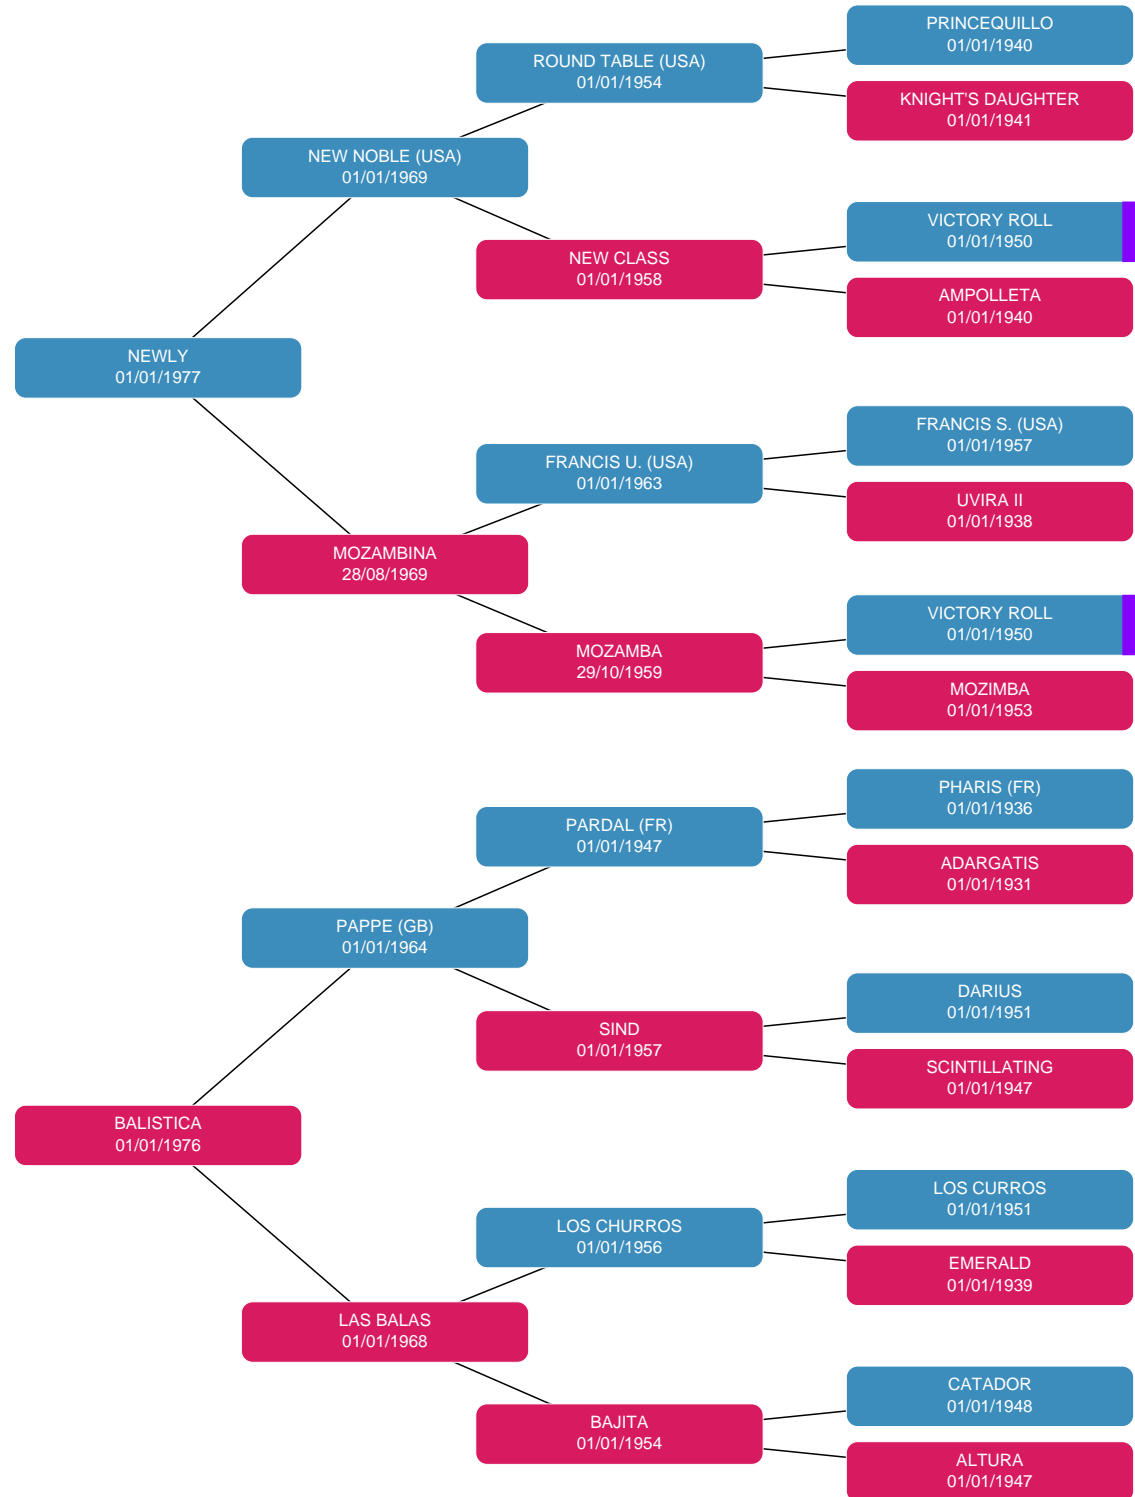 PRINCEQUILLO
01/01/1940
ROUND TABLE (USA)
01/01/1954
KNIGHT'S DAUGHTER
01/01/1941
NEW NOBLE (USA)
01/01/1969
VICTORY ROLL
01/01/1950
NEW CLASS
01/01/1958
AMPOLLETA
01/01/1940
NEWLY
01/01/1977
FRANCIS S. (USA)
01/01/1957
FRANCIS U. (USA)
01/01/1963
UVIRA II
01/01/1938
MOZAMBINA
28/08/1969
VICTORY ROLL
01/01/1950
MOZAMBA
29/10/1959
MOZIMBA
01/01/1953
PHARIS (FR)
01/01/1936
PARDAL (FR)
01/01/1947
ADARGATIS
01/01/1931
PAPPE (GB)
01/01/1964
DARIUS
01/01/1951
SIND
01/01/1957
SCINTILLATING
01/01/1947
BALISTICA
01/01/1976
LOS CURROS
01/01/1951
LOS CHURROS
01/01/1956
EMERALD
01/01/1939
LAS BALAS
01/01/1968
CATADOR
01/01/1948
BAJITA
01/01/1954
ALTURA
01/01/1947